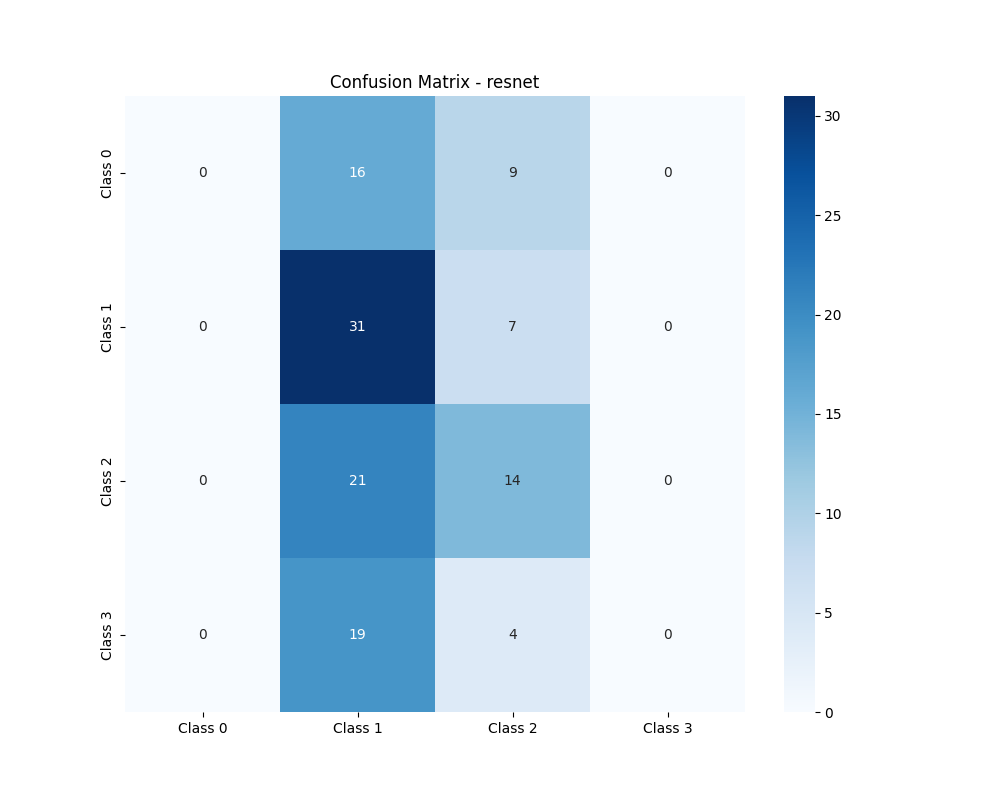 Confusion Matrix - resnet
Class 0 0 16 9 0
Class 1 0 31 7 0
Class 2 0 21 14 0
Class 3 0 19 4 0
Class 0 Class 1 Class 2 Class 3
30
25
20
15
10
5
0